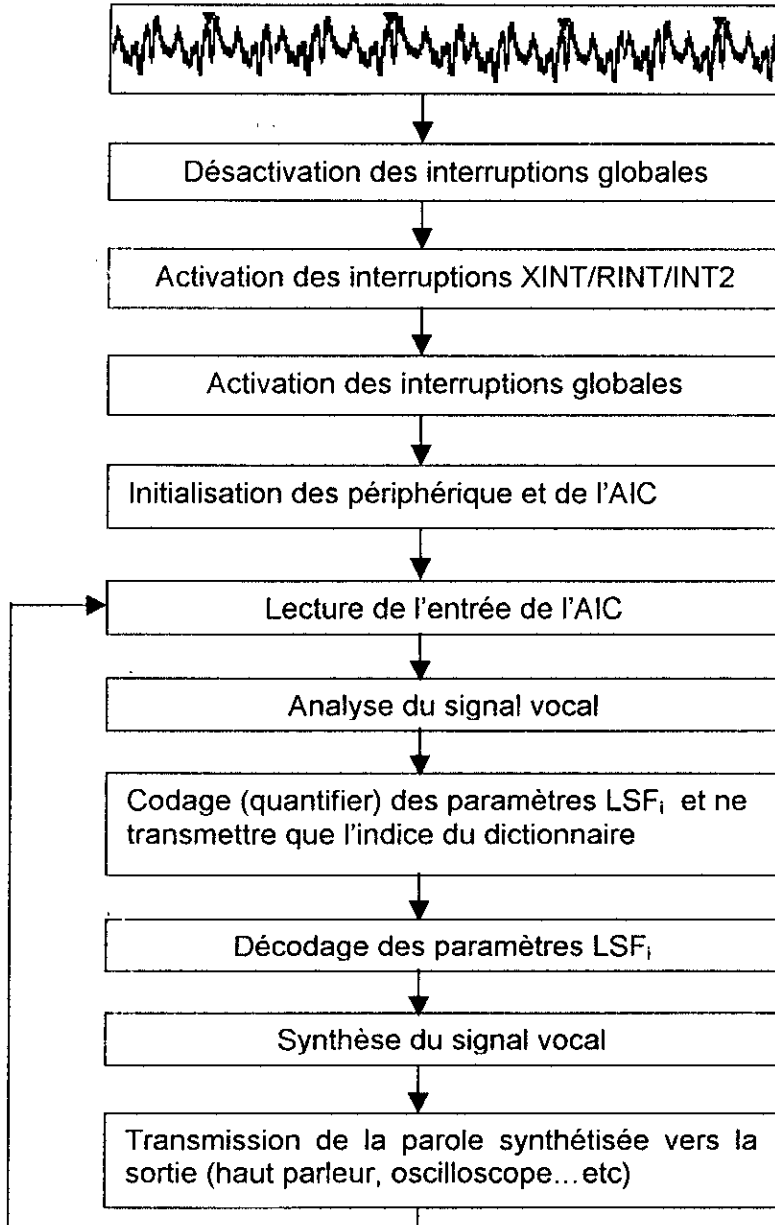 Désactivation des interruptions globales
Activation des interruptions XINT/RINT/INT2
Activation des interruptions globales
Initialisation des périphérique et de l'AIC
Lecture de l'entrée de l'AIC
Analyse du signal vocal
Codage (quantifier) des paramètres LSFᵢ et ne
transmettre que l'indice du dictionnaire
Décodage des paramètres LSFᵢ
Synthèse du signal vocal
Transmission de la parole synthétisée vers la
sortie (haut parleur, oscilloscope...etc)